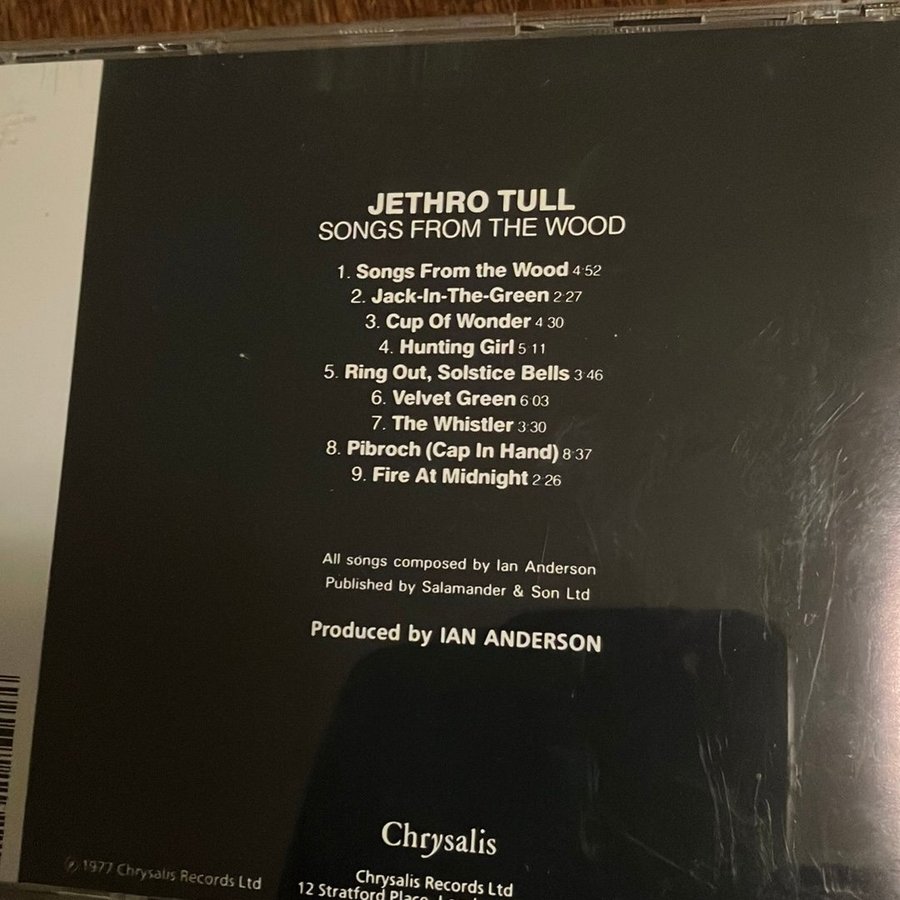 JETHRO TULL
SONGS FROM THE WOOD
1. Songs From the Wood 4:52
2. Jack-In-The-Green 2:27
3. Cup Of Wonder 4 30
4. Hunting Girl 5 11
5. Ring Out, Solstice Bells 3:46
6. Velvet Green 6:03
7. The Whistler 3:30
8. Pibroch (Cap In Hand) 8:37
9. Fire At Midnight 2 26
All songs composed by Ian Anderson
Published by Salamander & Son Ltd
Produced by IAN ANDERSON
Chrysalis
℗ 1977 Chrysalis Records Ltd
Chrysalis Records Ltd
12 Stratford Place,